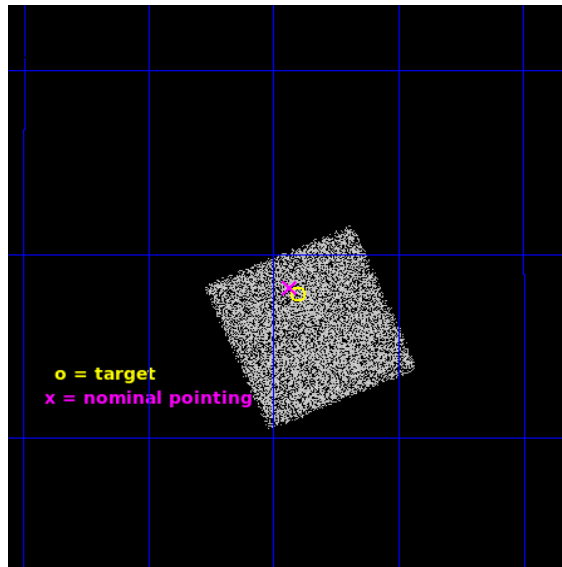 o = target
x = nominal pointing